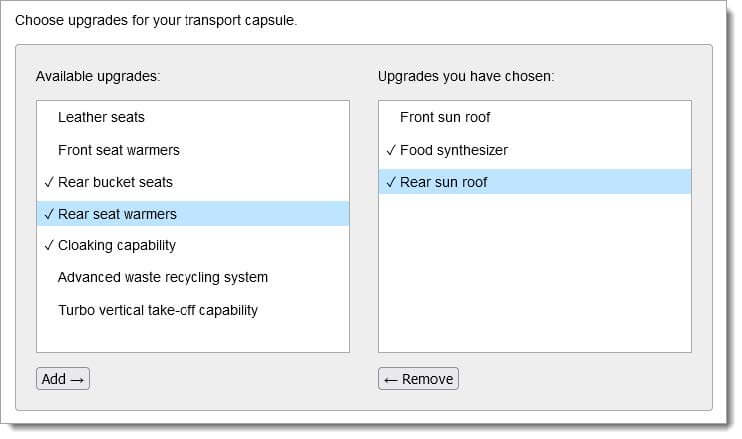 Choose upgrades for your transport capsule.
Available upgrades:
Leather seats
Front seat warmers
✓ Rear bucket seats
✓ Rear seat warmers
✓ Cloaking capability
Advanced waste recycling system
Turbo vertical take-off capability
Add →
Upgrades you have chosen:
Front sun roof
✓ Food synthesizer
✓ Rear sun roof
← Remove